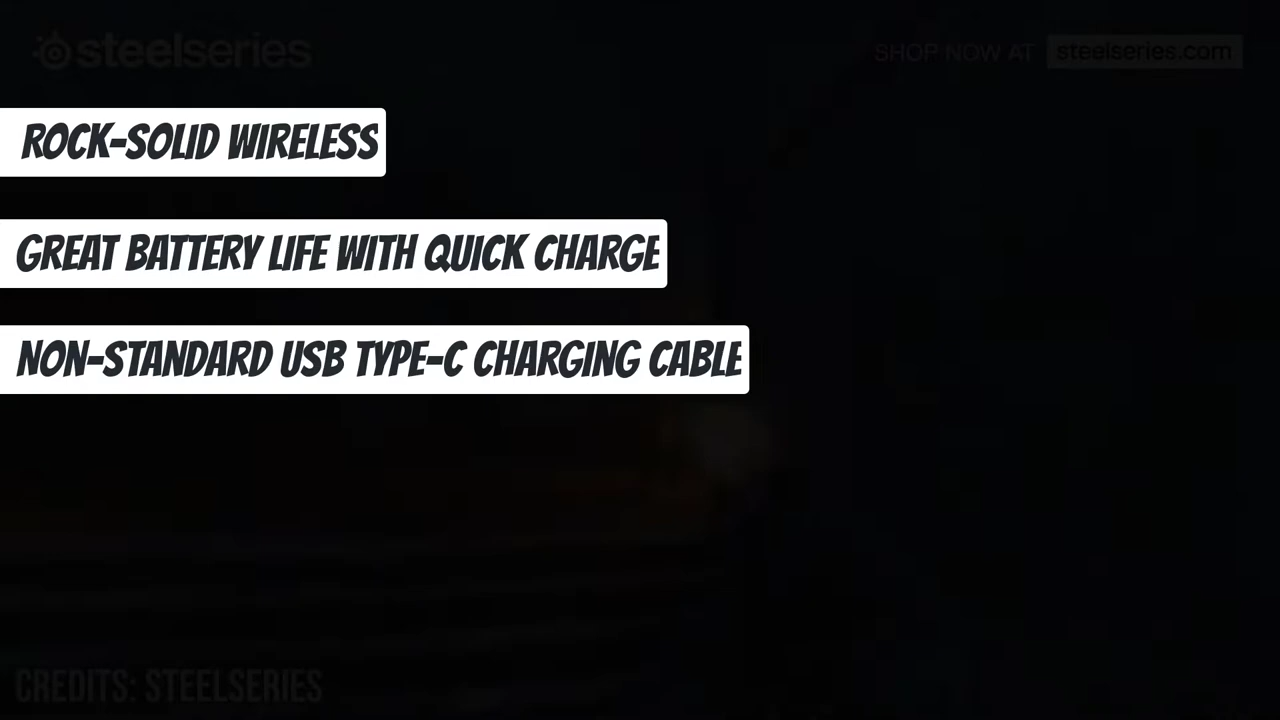 steelseries
SHOP NOW AT steelseries.com
ROCK-SOLID WIRELESS
GREAT BATTERY LIFE WITH QUICK CHARGE
NON-STANDARD USB TYPE-C CHARGING CABLE
CREDITS: STEELSERIES